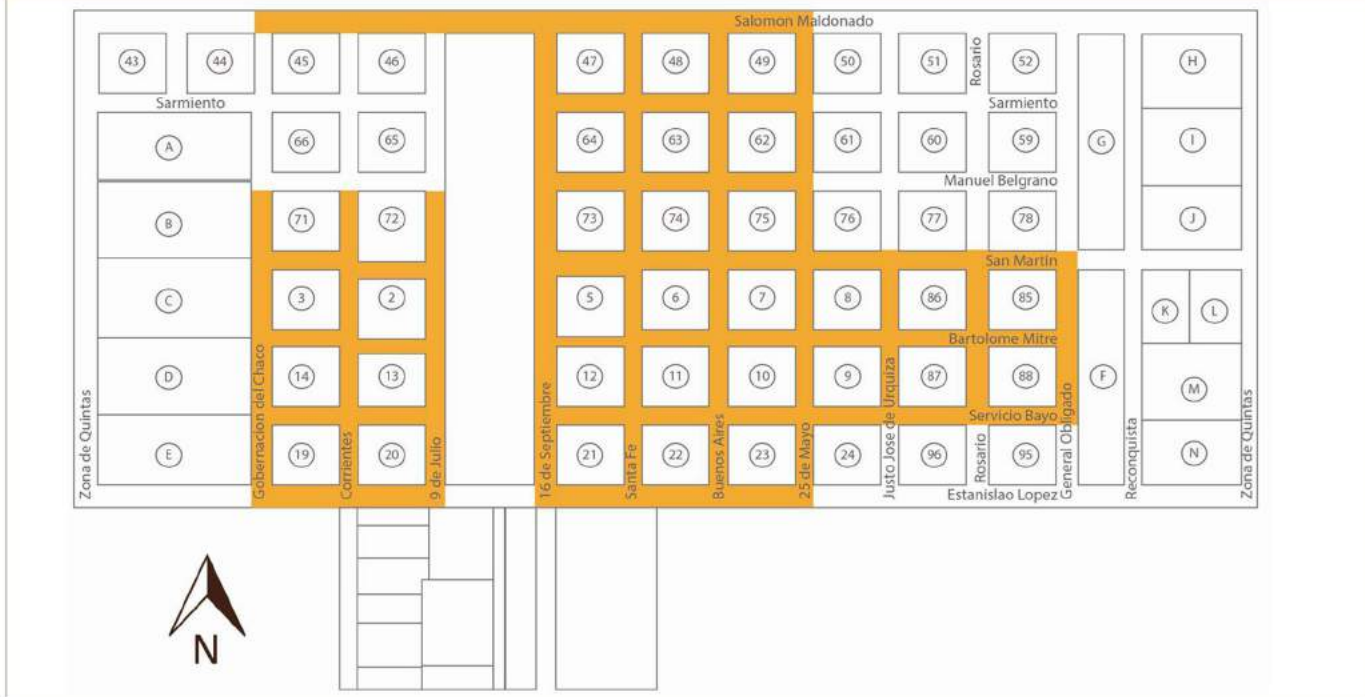 Salomon Maldonado
43 44 45 46 47 48 49 50 51 52 H
Rosario
Sarmiento Sarmiento
A 66 65 64 63 62 61 60 59 G I
Manuel Belgrano
B 71 72 73 74 75 76 77 78 J
San Martin
C 3 2 5 6 7 8 86 85 K L
Bartolome Mitre
D 14 13 12 11 10 9 87 88 F M
Servicio Bayo
E 19 20 21 22 23 24 96 95 N
Estanislao Lopez
Zona de Quintas
Gobernacion del Chaco
Corrientes
9 de Julio
16 de Septiembre
Santa Fe
Buenos Aires
25 de Mayo
Justo Jose de Urquiza
Rosario
General Obligado
Reconquista
Zona de Quintas
N